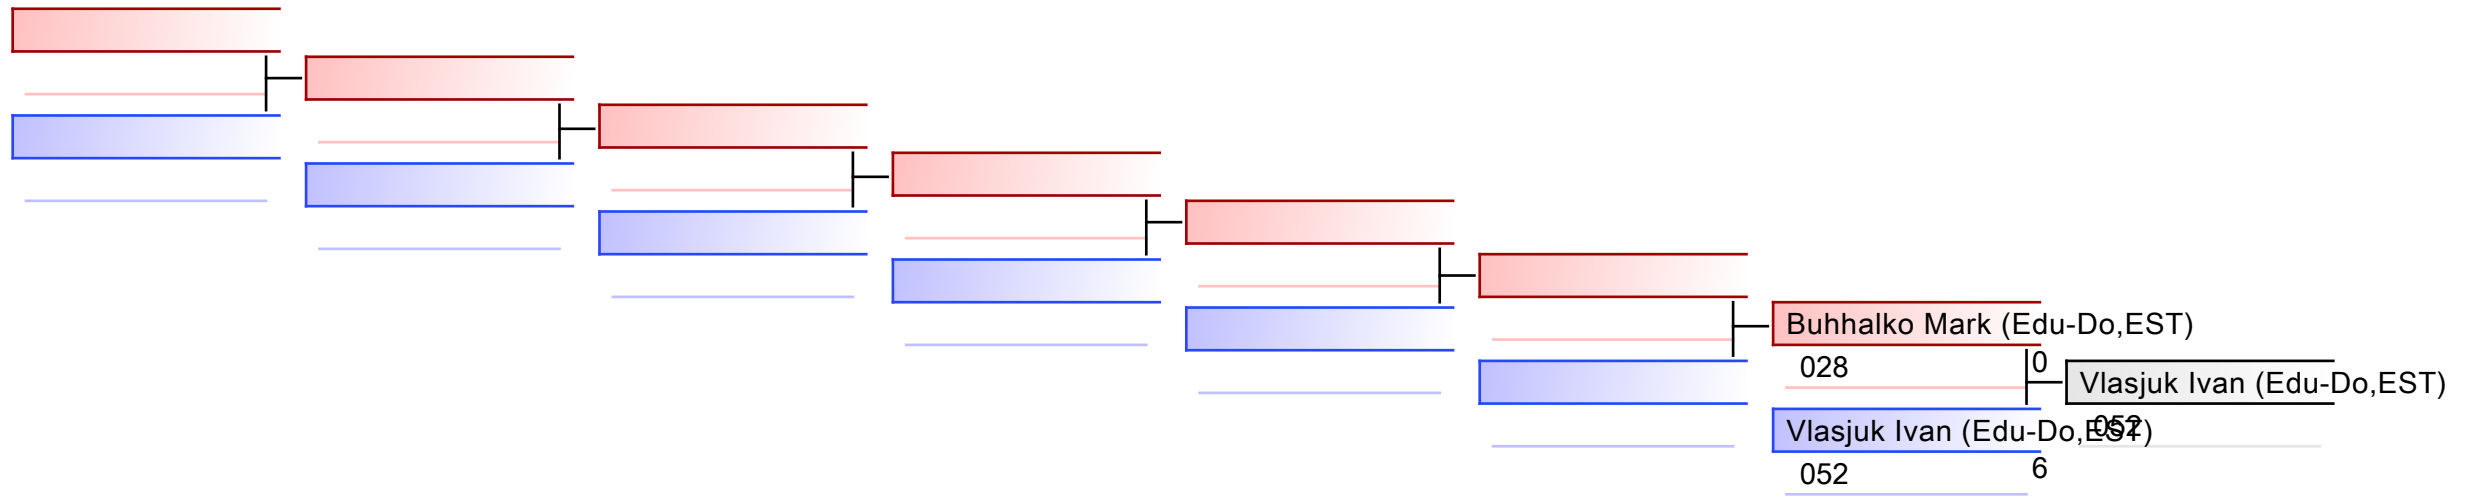 Buhhalko Mark (Edu-Do,EST)
028
0
Vlasjuk Ivan (Edu-Do,EST)
052
Vlasjuk Ivan (Edu-Do,EST)
052
6